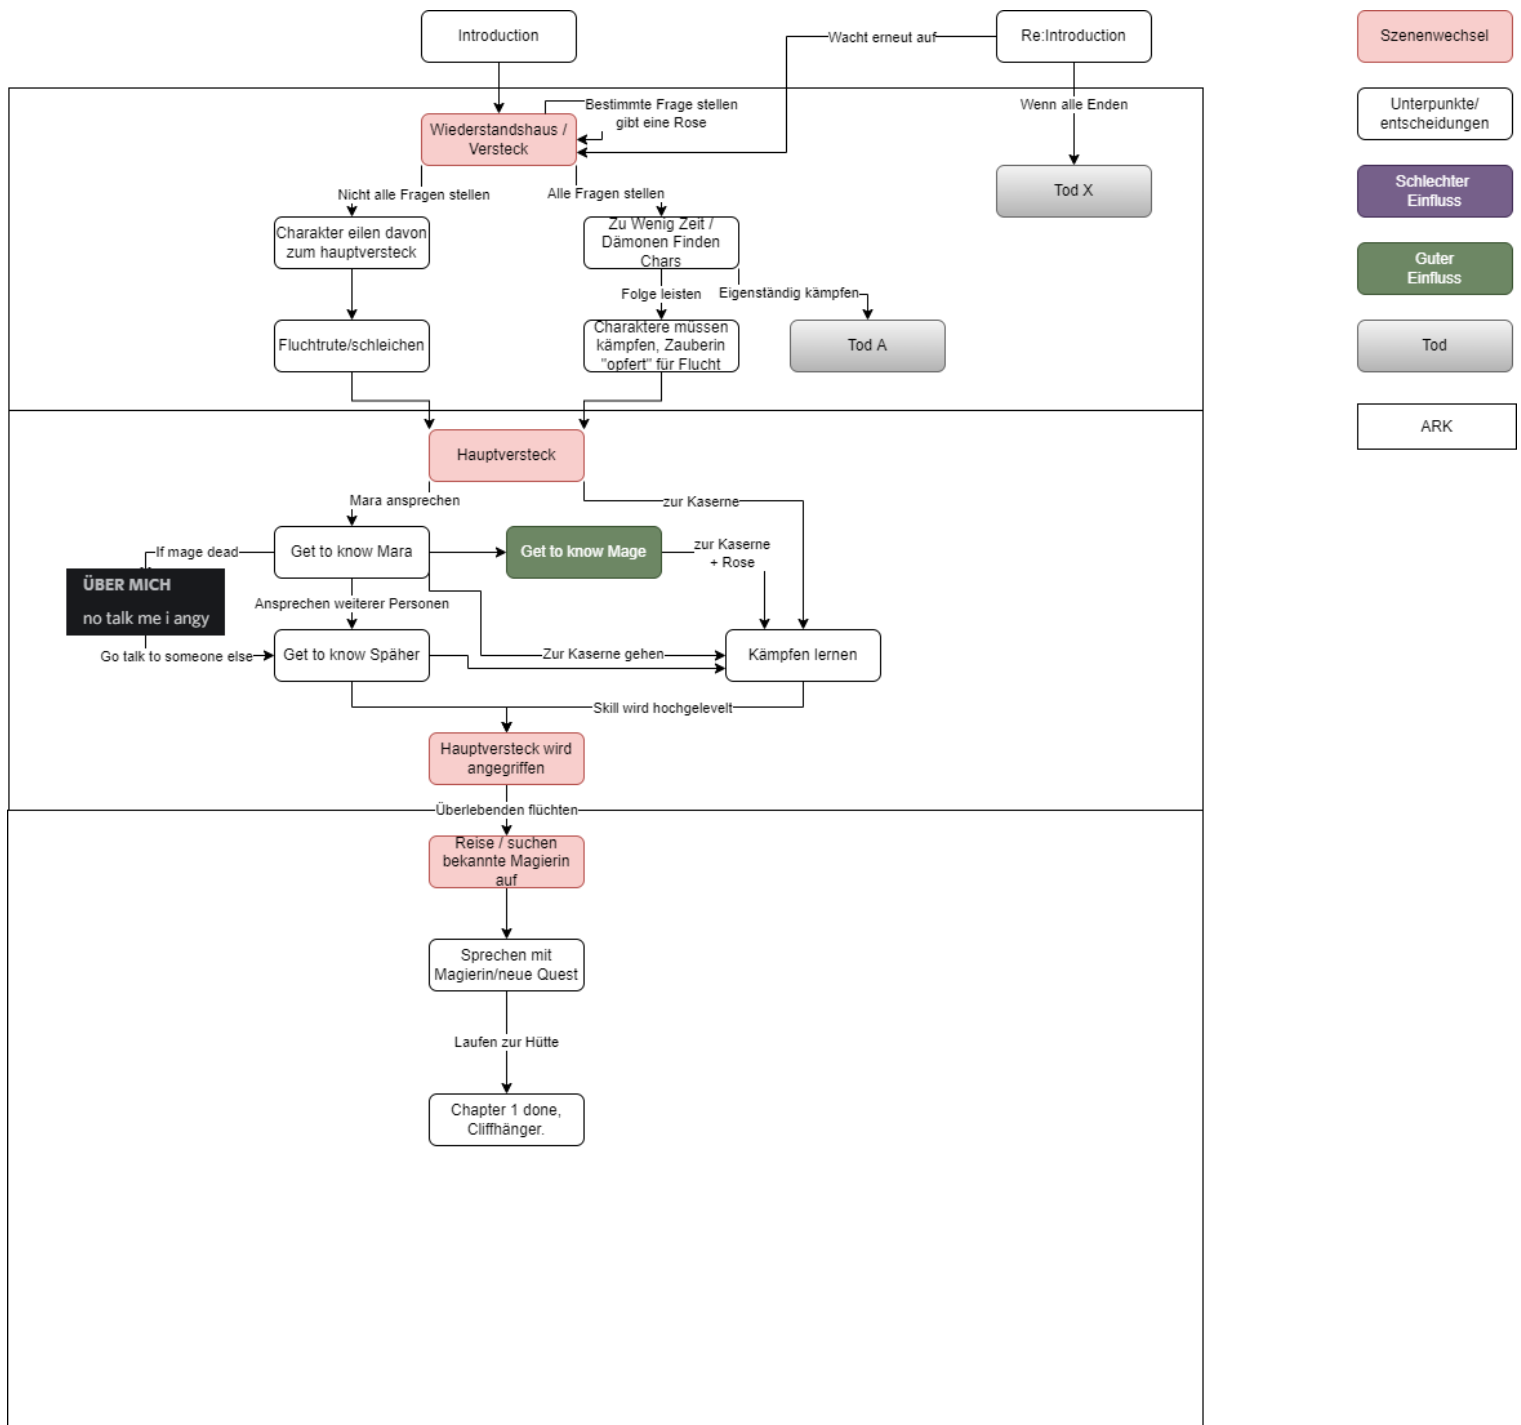 Introduction
Re:Introduction
Szenenwechsel
Wacht erneut auf
Bestimmte Frage stellen
gibt eine Rose
Wenn alle Enden
Unterpunkte/
entscheidungen
Wiederstandshaus /
Versteck
Nicht alle Fragen stellen
Alle Fragen stellen
Tod X
Schlechter
Einfluss
Charakter eilen davon
zum hauptversteck
Zu Wenig Zeit /
Dämonen Finden
Chars
Guter
Einfluss
Folge leisten
Eigenständig kämpfen
Fluchtrute/schleichen
Charaktere müssen
kämpfen, Zauberin
"opfert" für Flucht
Tod A
Tod
ARK
Hauptversteck
Mara ansprechen
zur Kaserne
If mage dead
Get to know Mara
Get to know Mage
zur Kaserne
+ Rose
ÜBER MICH
no talk me i angy
Ansprechen weiterer Personen
Go talk to someone else
Get to know Späher
Zur Kaserne gehen
Kämpfen lernen
Skill wird hochgelevelt
Hauptversteck wird
angegriffen
Überlebenden flüchten
Reise / suchen
bekannte Magierin
auf
Sprechen mit
Magierin/neue Quest
Laufen zur Hütte
Chapter 1 done,
Cliffhänger.